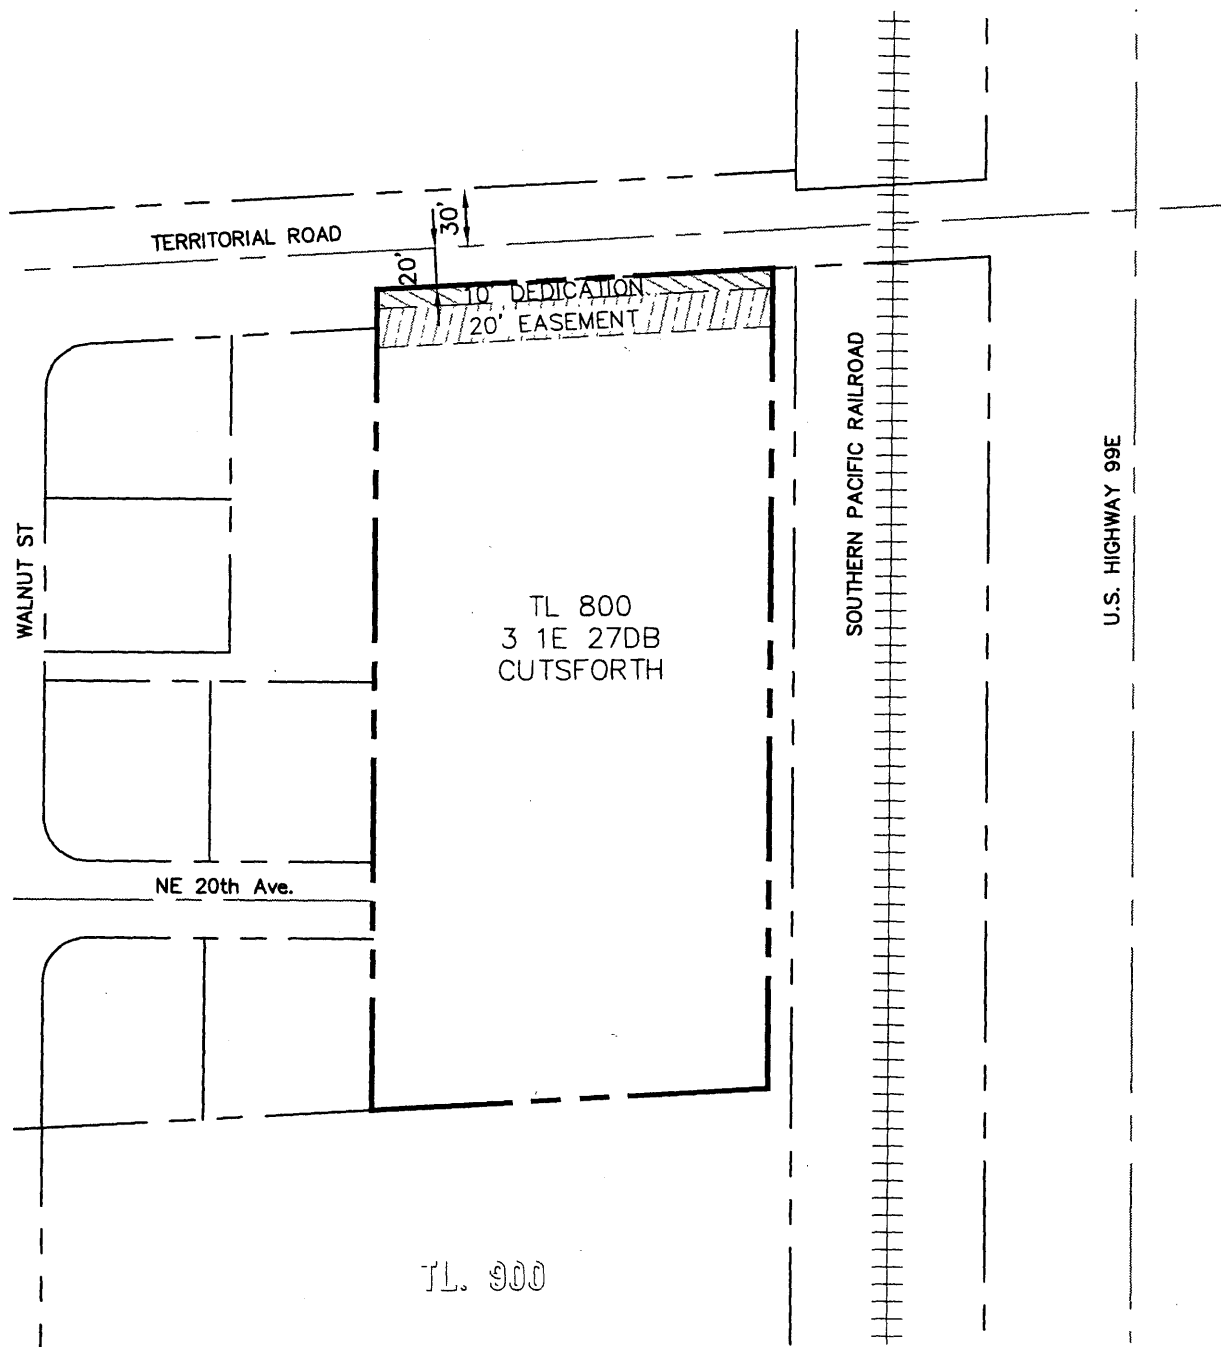 TERRITORIAL ROAD
30'
20'
10' DEDICATION
20' EASEMENT
SOUTHERN PACIFIC RAILROAD
U.S. HIGHWAY 99E
WALNUT ST
TL 800
3 1E 27DB
CUTSFORTH
NE 20th Ave.
TL. 900